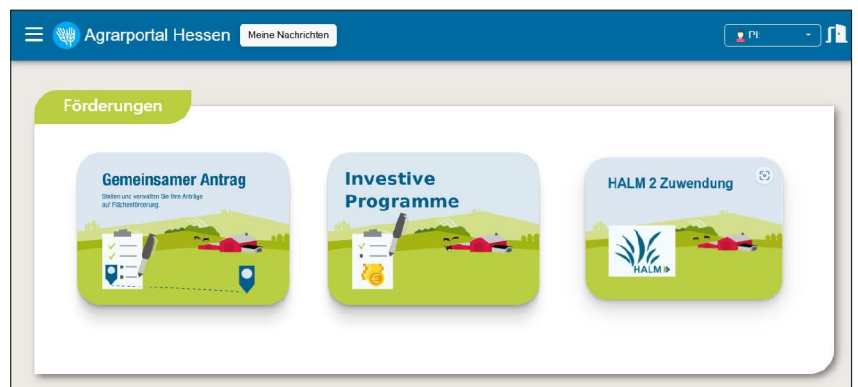 Agrarportal Hessen
Meine Nachrichten
PI:
Förderungen
Gemeinsamer Antrag
Stellen und verwalten Sie Ihre Anträge
auf Flächenförderung.
Investive
Programme
HALM 2 Zuwendung
HALM